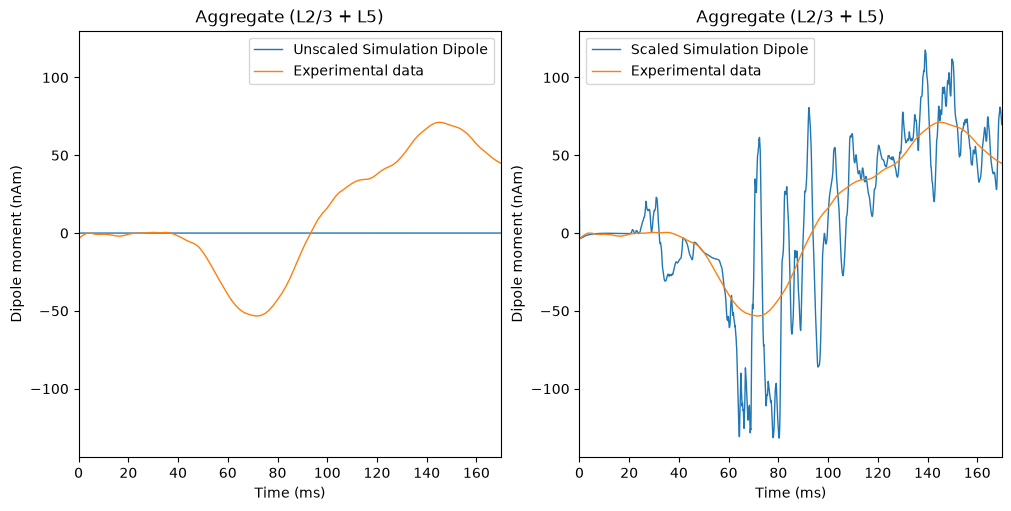 Aggregate (L2/3 + L5)
Unscaled Simulation Dipole
Experimental data
Dipole moment (nAm)
100
50
0
−50
−100
0 20 40 60 80 100 120 140 160
Time (ms)
Aggregate (L2/3 + L5)
Scaled Simulation Dipole
Experimental data
Dipole moment (nAm)
100
50
0
−50
−100
0 20 40 60 80 100 120 140 160
Time (ms)